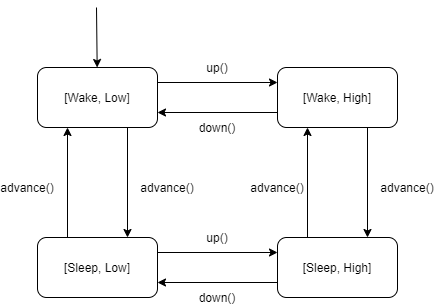 up()
[Wake, Low]
[Wake, High]
down()
advance()
advance()
advance()
advance()
up()
[Sleep, Low]
[Sleep, High]
down()